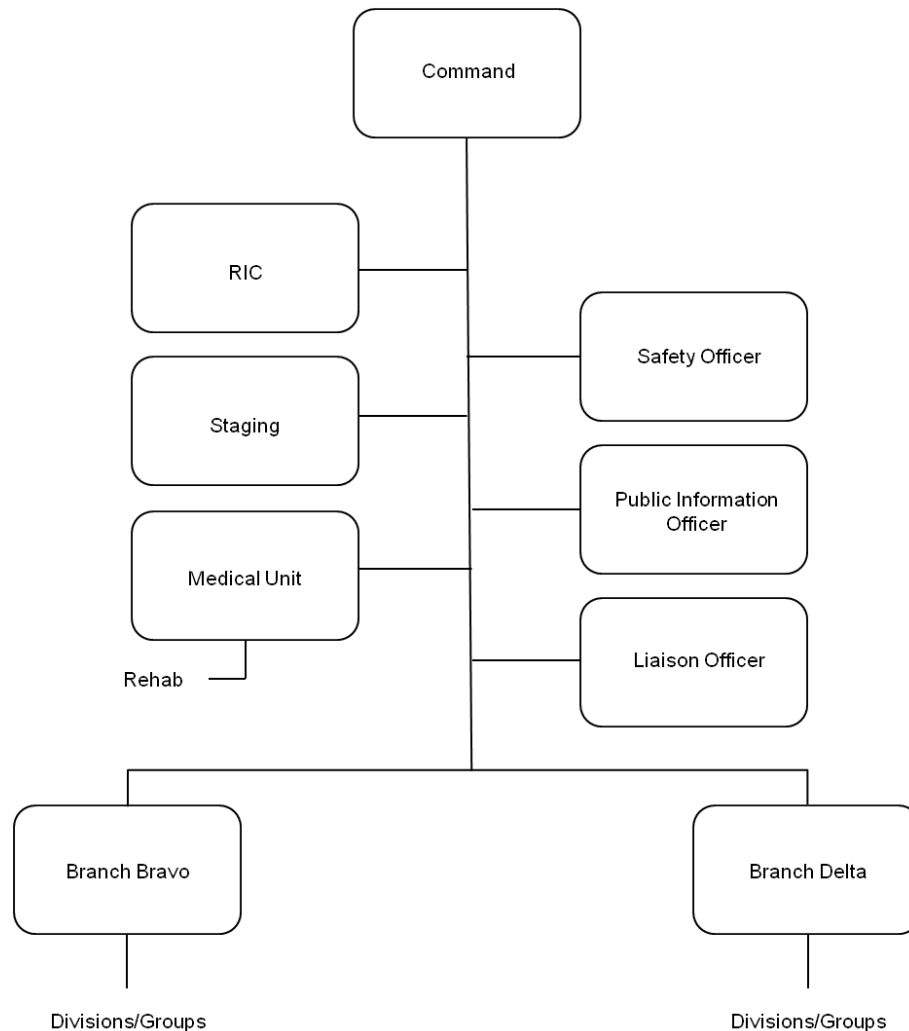 Command
RIC
Safety Officer
Staging
Public Information
Officer
Medical Unit
Liaison Officer
Rehab
Branch Bravo
Branch Delta
Divisions/Groups
Divisions/Groups